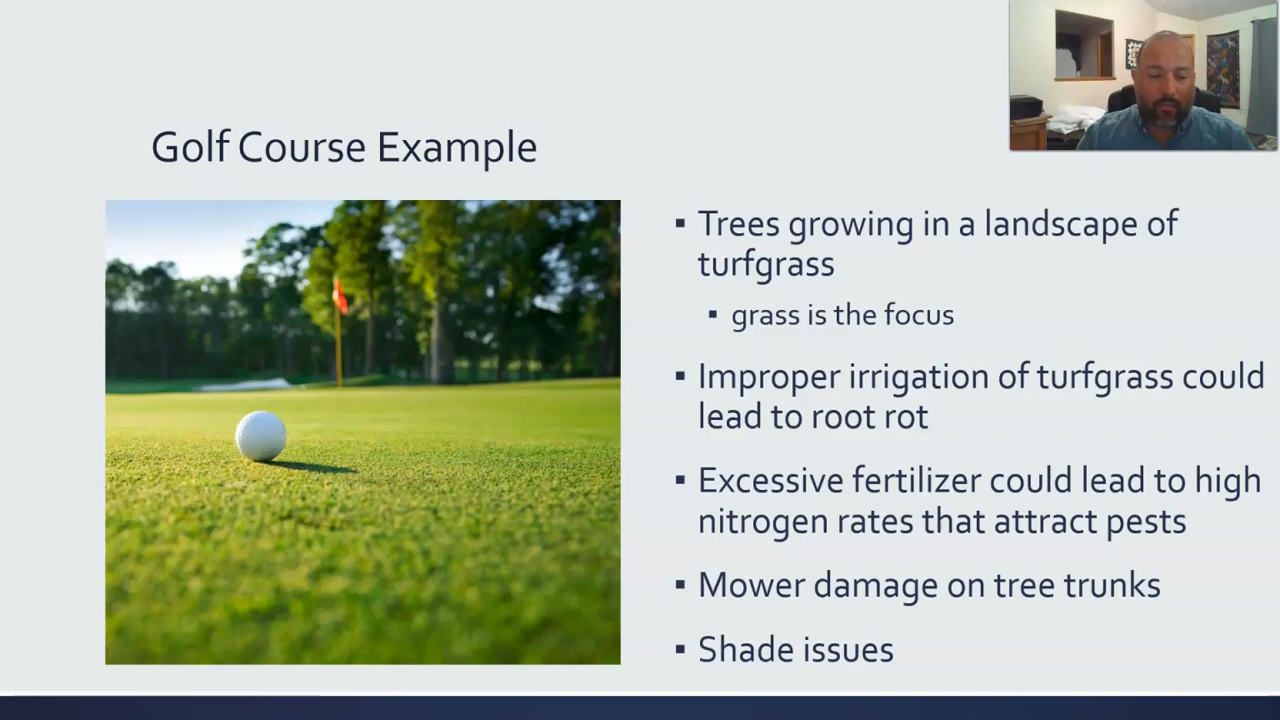 Golf Course Example
▪ Trees growing in a landscape of
turfgrass
▪ grass is the focus
▪ Improper irrigation of turfgrass could
lead to root rot
▪ Excessive fertilizer could lead to high
nitrogen rates that attract pests
▪ Mower damage on tree trunks
▪ Shade issues